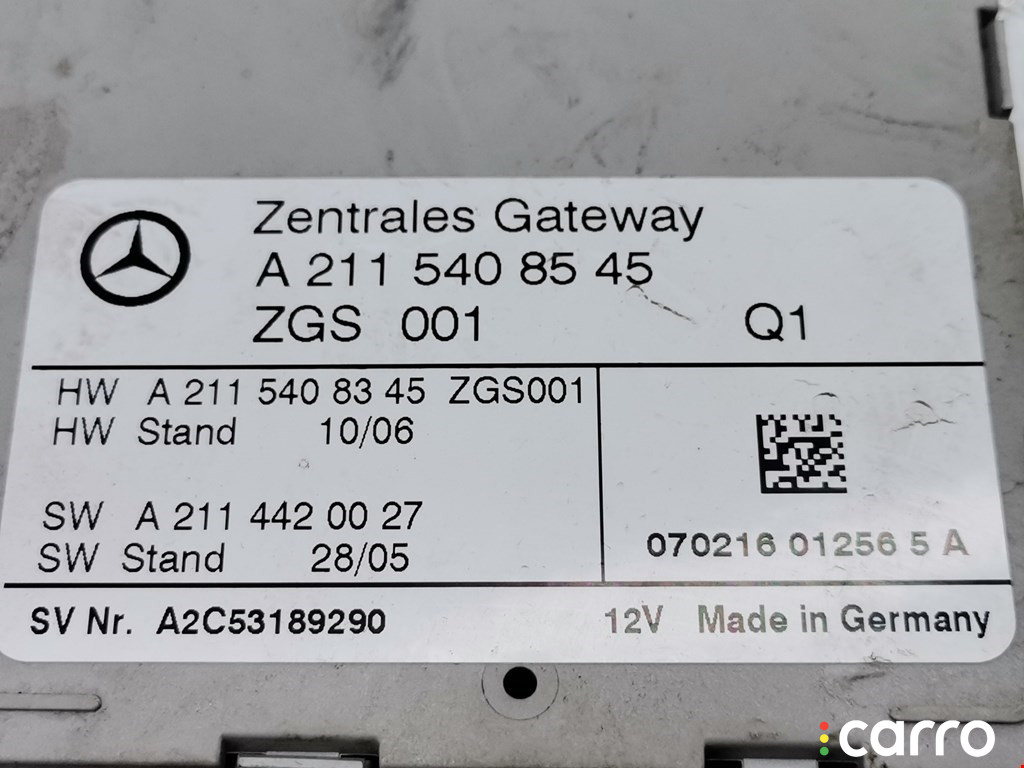 Zentrales Gateway
A 211 540 85 45
ZGS 001 Q1
HW A 211 540 83 45 ZGS001
HW Stand 10/06
SW A 211 442 00 27
SW Stand 28/05
070216 01256 5 A
SV Nr. A2C53189290 12V Made in Germany
carro